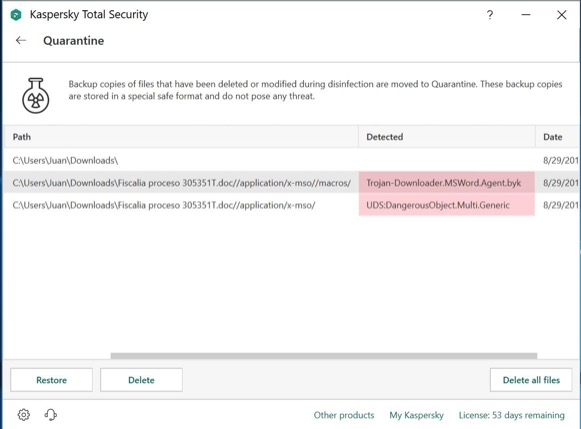 Kaspersky Total Security
?
Quarantine
Backup copies of files that have been deleted or modified during disinfection are moved to Quarantine. These backup copies
are stored in a special safe format and do not pose any threat.
Path Detected Date
C:\Users\Juan\Downloads\ 8/29/201
C:\Users\Juan\Downloads\Fiscalia proceso 305351T.doc//application/x-mso//macros/ Trojan-Downloader.MSWord.Agent.byk 8/29/201
C:\Users\Juan\Downloads\Fiscalia proceso 305351T.doc//application/x-mso/ UDS:DangerousObject.Multi.Generic 8/29/201
Restore Delete Delete all files
Other products My Kaspersky License: 53 days remaining